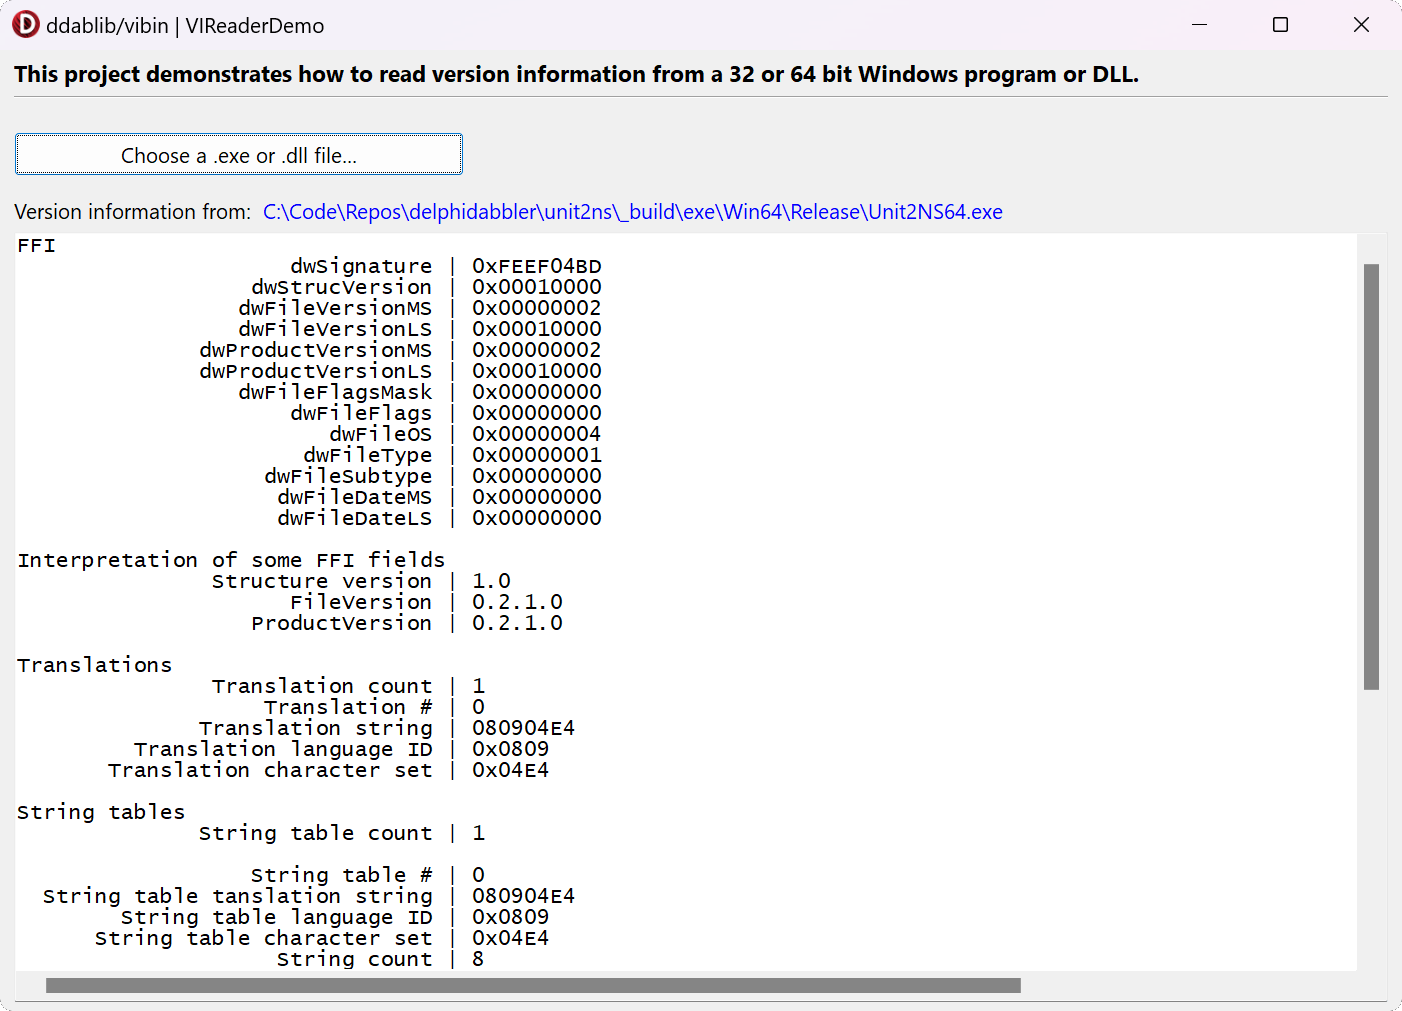 ddablib/vibin | VIReaderDemo
This project demonstrates how to read version information from a 32 or 64 bit Windows program or DLL.
Choose a .exe or .dll file...
Version information from: C:\Code\Repos\delphidabbler\unit2ns\_build\exe\Win64\Release\Unit2NS64.exe
FFI
dwSignature | 0xFEEF04BD
dwStrucVersion | 0x00010000
dwFileVersionMS | 0x00000002
dwFileVersionLS | 0x00010000
dwProductVersionMS | 0x00000002
dwProductVersionLS | 0x00010000
dwFileFlagsMask | 0x00000000
dwFileFlags | 0x00000000
dwFileOS | 0x00000004
dwFileType | 0x00000001
dwFileSubtype | 0x00000000
dwFileDateMS | 0x00000000
dwFileDateLS | 0x00000000
Interpretation of some FFI fields
Structure version | 1.0
FileVersion | 0.2.1.0
ProductVersion | 0.2.1.0
Translations
Translation count | 1
Translation # | 0
Translation string | 080904E4
Translation language ID | 0x0809
Translation character set | 0x04E4
String tables
String table count | 1
String table # | 0
String table tanslation string | 080904E4
String table language ID | 0x0809
String table character set | 0x04E4
String count | 8